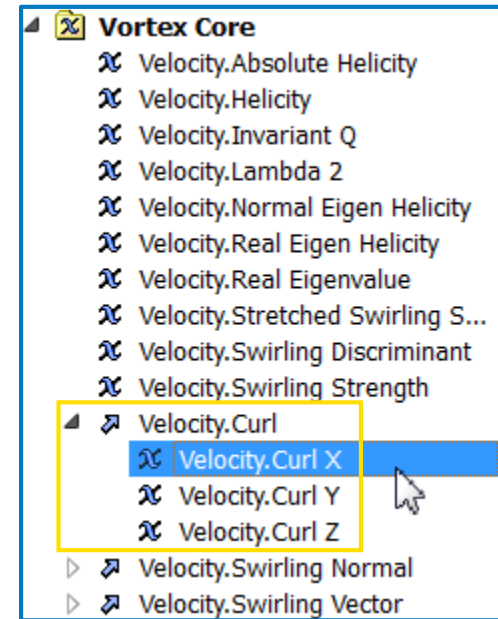 Vortex Core
Velocity.Absolute Helicity
Velocity.Helicity
Velocity.Invariant Q
Velocity.Lambda 2
Velocity.Normal Eigen Helicity
Velocity.Real Eigen Helicity
Velocity.Real Eigenvalue
Velocity.Stretched Swirling S...
Velocity.Swirling Discriminant
Velocity.Swirling Strength
Velocity.Curl
Velocity.Curl X
Velocity.Curl Y
Velocity.Curl Z
Velocity.Swirling Normal
Velocity.Swirling Vector